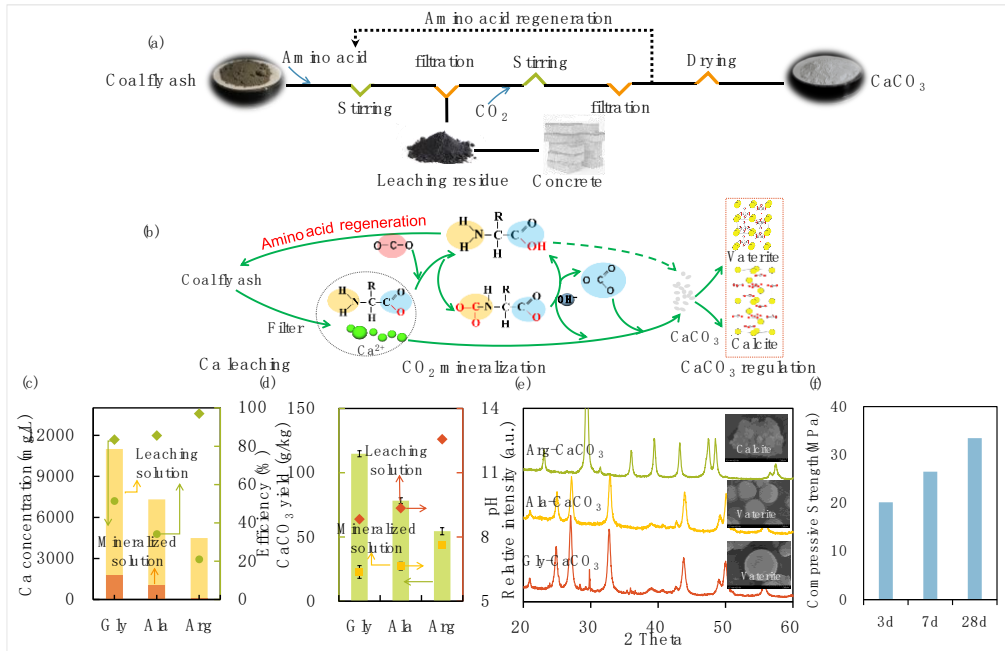 Amino acid regeneration
(a)
Coal fly ash
Amino acid
Stirring
filtration
CO2
Stirring
filtration
Drying
CaCO3
Leaching residue
Concrete
(b)
Amino acid regeneration
O C O
R O
H N C C
H H OH
Coal fly ash
Filter
R O
H N C C
H H O
Ca2+
R O
O C N C C
O H H O
OH-
O C O
O
CaCO3
Vaterite
Calcite
Ca leaching
CO2 mineralization
CaCO3 regulation
(c)
Ca concentration (mg/L)
12000
9000
6000
3000
0
Leaching
solution
Mineralized
solution
Gly Ala Arg
100
80
60
40
20
0
Efficiency (%)
(d)
CaCO3 yield (g/kg)
150
100
50
0
Leaching
solution
Mineralized
solution
Gly Ala Arg
14
11
8
5
pH
(e)
Relative intensity (a.u.)
Arg-CaCO3
Calcite
Ala-CaCO3
Vaterite
Gly-CaCO3
Vaterite
20 30 40 50 60
2 Theta
(f)
Compressive Strength(MPa)
40
30
20
10
0
3d 7d 28d